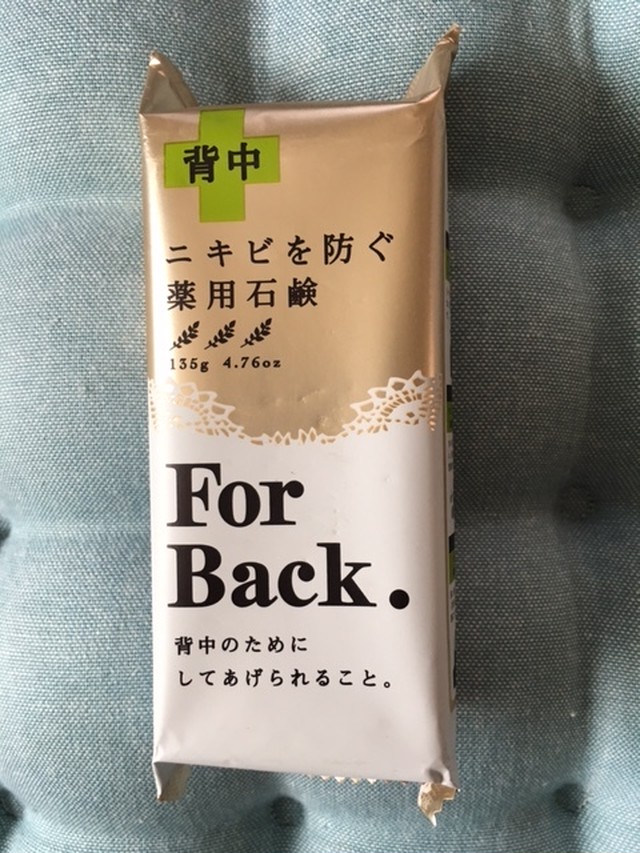 背中
ニキビを防ぐ
薬用石鹸
135g 4.76oz
For
Back.
背中のために
してあげられること。